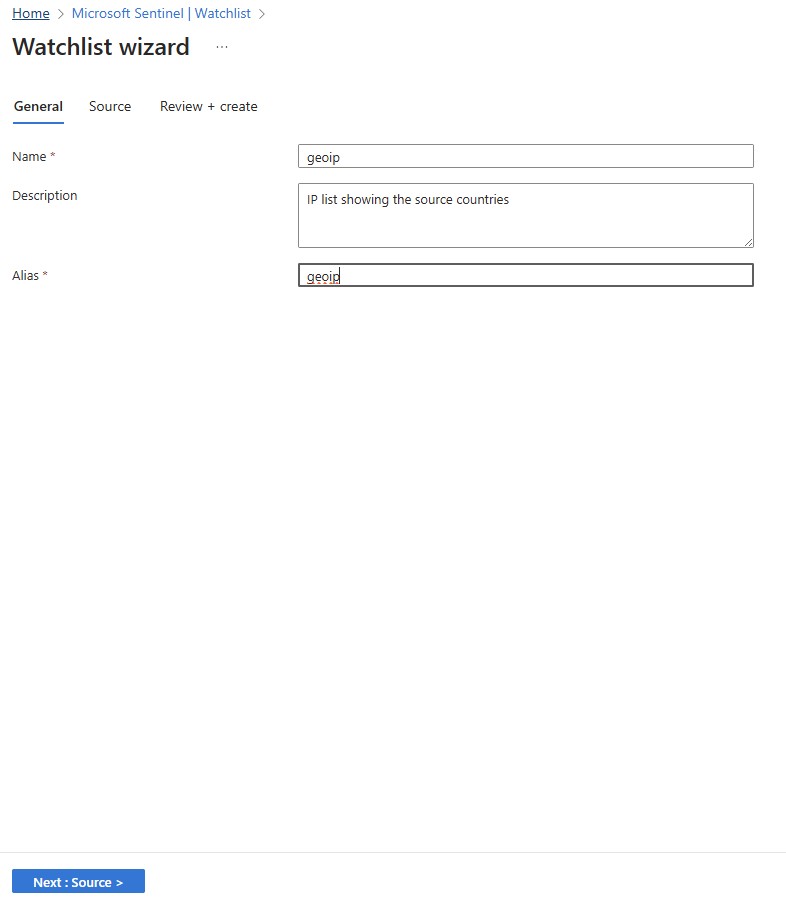 Home > Microsoft Sentinel | Watchlist >
Watchlist wizard ...
General Source Review + create
Name * geoip
Description IP list showing the source countries
Alias * geoip
Next : Source >